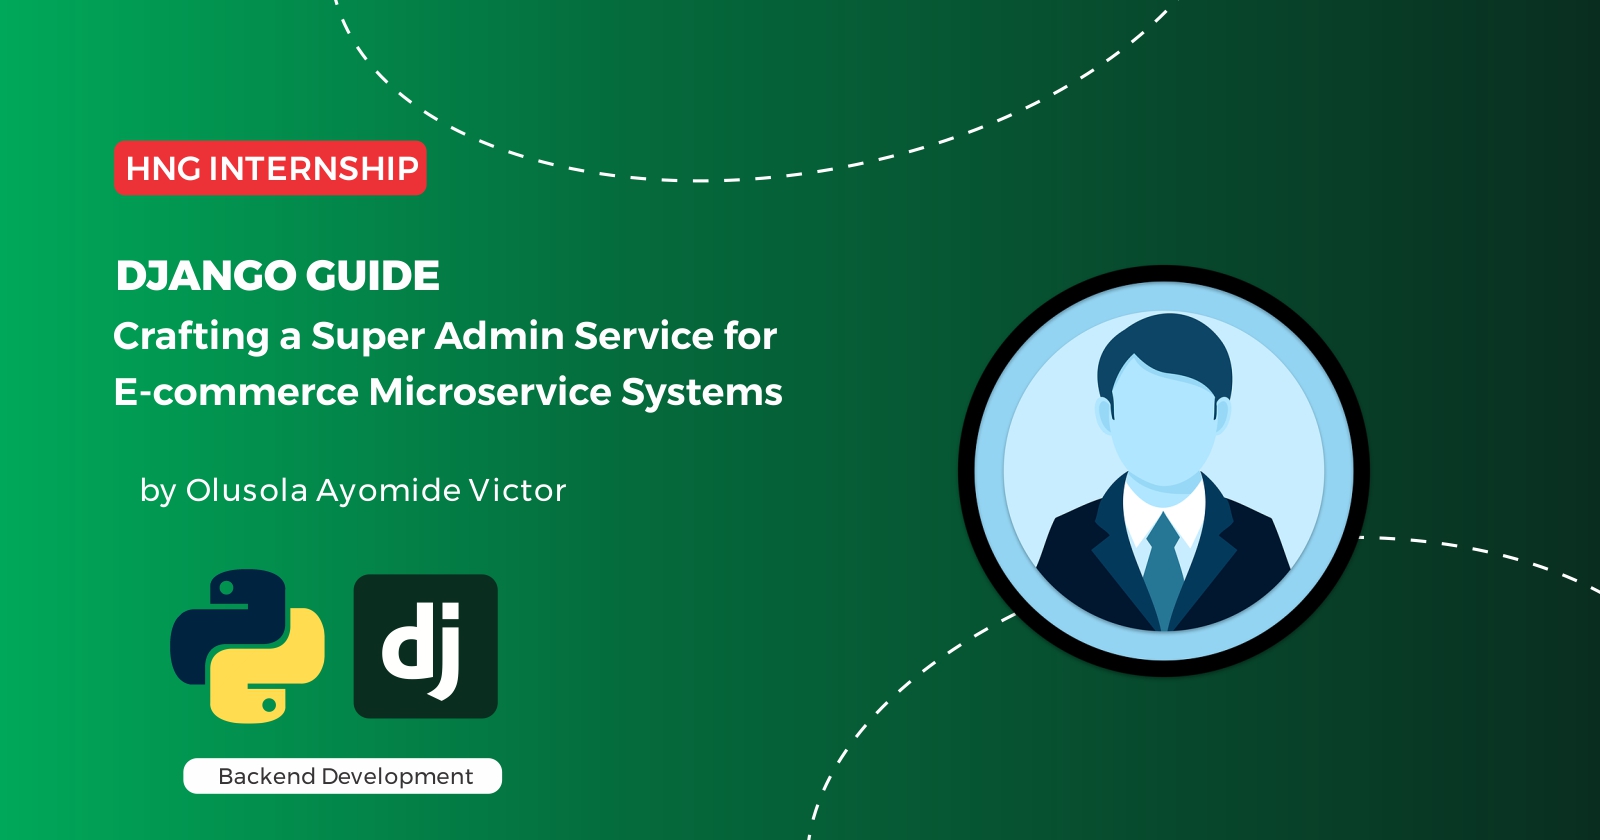 HNG INTERNSHIP
DJANGO GUIDE
Crafting a Super Admin Service for
E-commerce Microservice Systems
by Olusola Ayomide Victor
dj
Backend Development